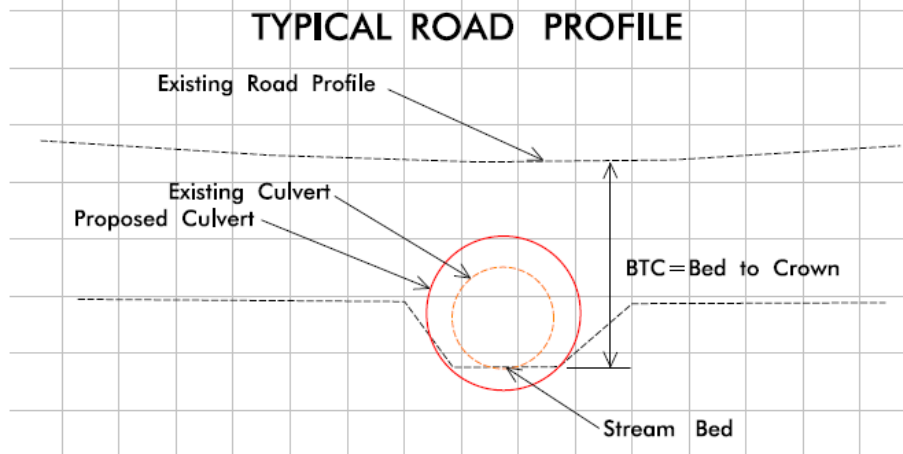 TYPICAL ROAD PROFILE
Existing Road Profile
Existing Culvert
Proposed Culvert
BTC=Bed to Crown
Stream Bed